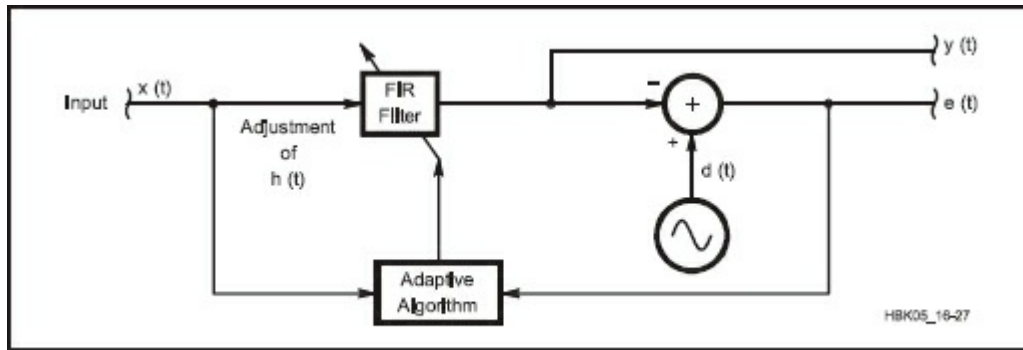 y (t)
x (t)
Input
FIR
Filter
−
+
e (t)
Adjustment
of
h (t)
+
d (t)
Adaptive
Algorithm
HBK05_16-27